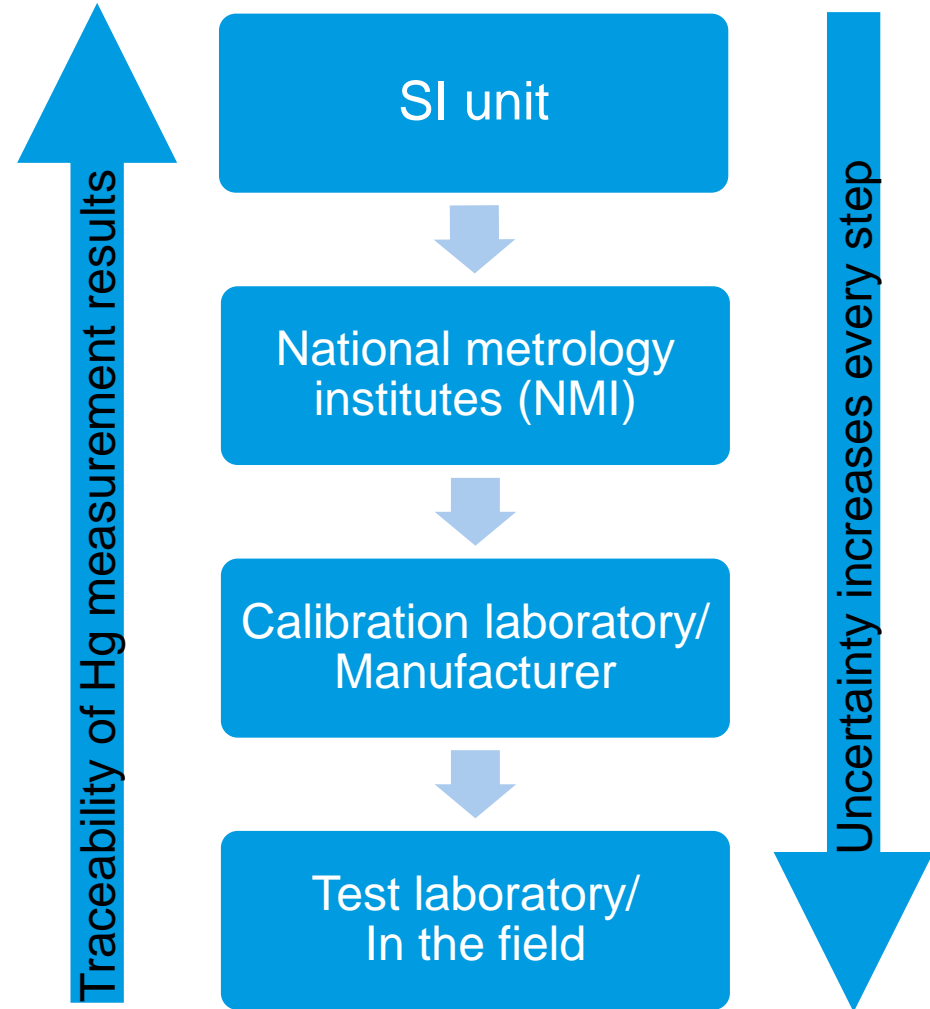 Traceability of Hg measurement results
SI unit
National metrology
institutes (NMI)
Calibration laboratory/
Manufacturer
Test laboratory/
In the field
Uncertainty increases every step